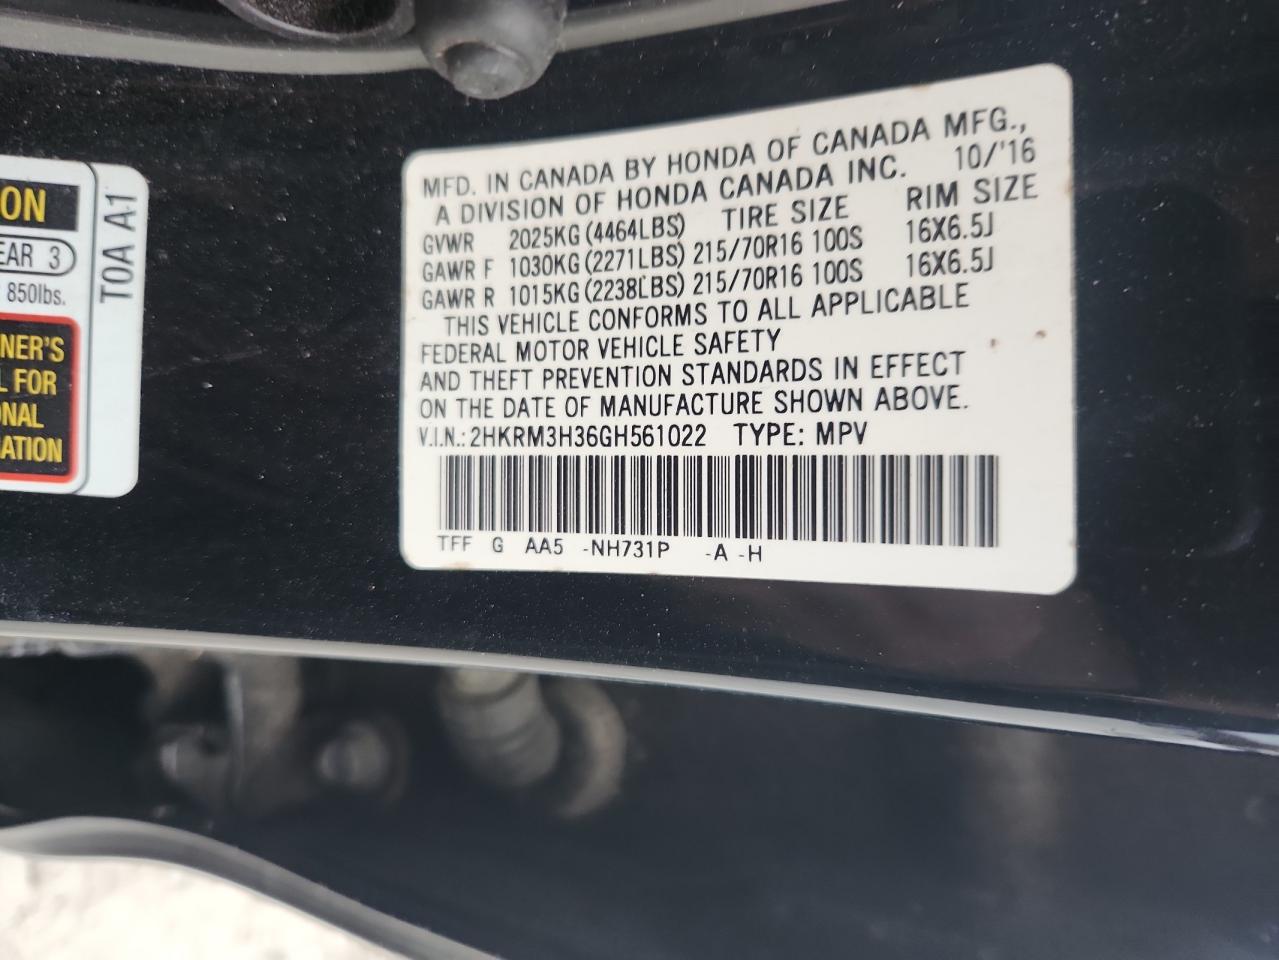 ON
EAR 3
850lbs.
NER'S
L FOR
ONAL
ATION
T0A A1
MFD. IN CANADA BY HONDA OF CANADA MFG.,
A DIVISION OF HONDA CANADA INC. 10/'16
GVWR 2025KG (4464LBS) TIRE SIZE RIM SIZE
GAWR F 1030KG (2271LBS) 215/70R16 100S 16X6.5J
GAWR R 1015KG (2238LBS) 215/70R16 100S 16X6.5J
THIS VEHICLE CONFORMS TO ALL APPLICABLE
FEDERAL MOTOR VEHICLE SAFETY
AND THEFT PREVENTION STANDARDS IN EFFECT
ON THE DATE OF MANUFACTURE SHOWN ABOVE.
V.I.N.: 2HKRM3H36GH561022 TYPE: MPV
TFF G AA5 -NH731P -A -H